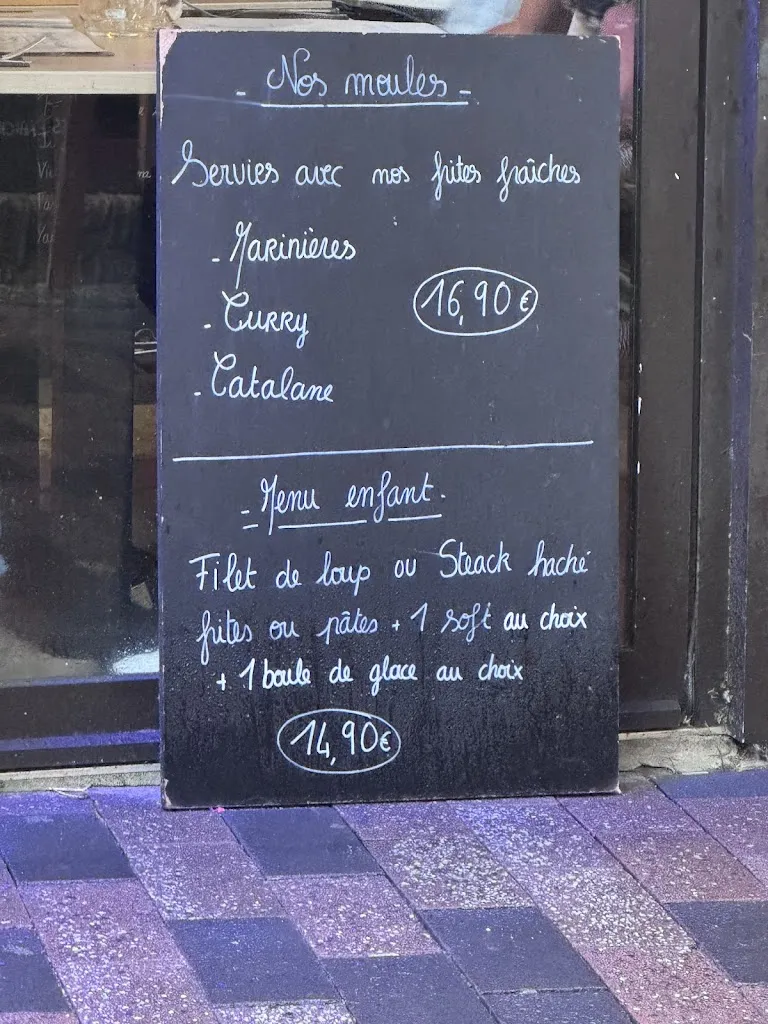 - Nos moules -
Servies avec nos frites fraîches
- Marinières
16,90€
- Curry
- Catalane
- Menu enfant -
Filet de loup ou Steack haché
frites ou pâtes + 1 soft au choix
+ 1 boule de glace au choix
14,90€